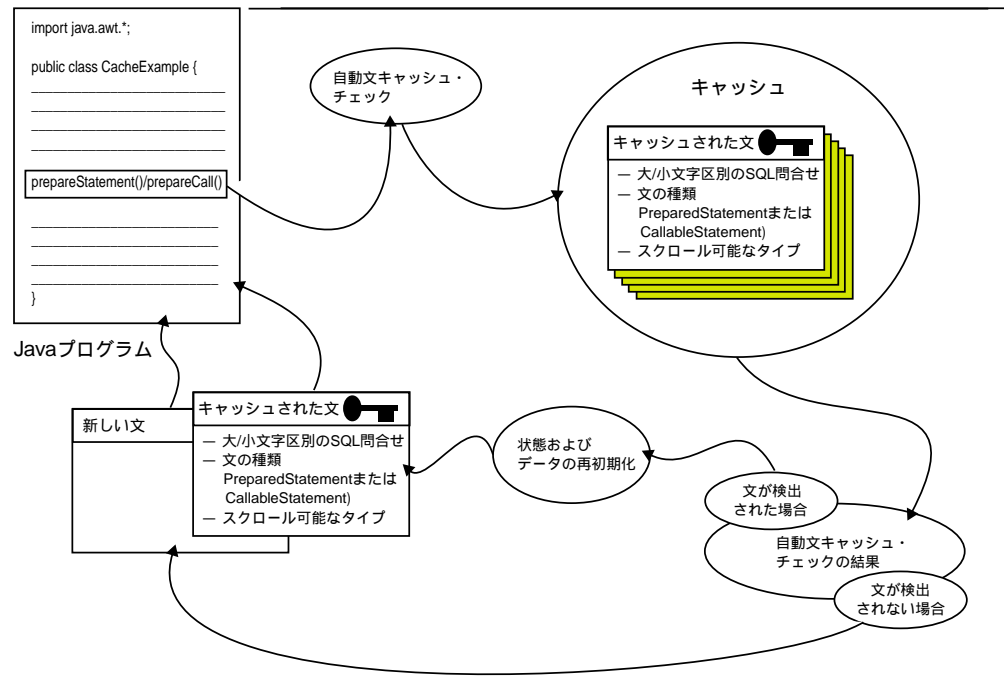 import java.awt.*;
public class CacheExample {
prepareStatement()/prepareCall()
}
Javaプログラム
自動文キャッシュ・
チェック
キャッシュ
キャッシュされた文
― 大/小文字区別のSQL問合せ
― 文の種類
PreparedStatementまたは
CallableStatement)
― スクロール可能なタイプ
新しい文
キャッシュされた文
― 大/小文字区別のSQL問合せ
― 文の種類
PreparedStatementまたは
CallableStatement)
― スクロール可能なタイプ
状態および
データの再初期化
文が検出
された場合
自動文キャッシュ・
チェックの結果
文が検出
されない場合